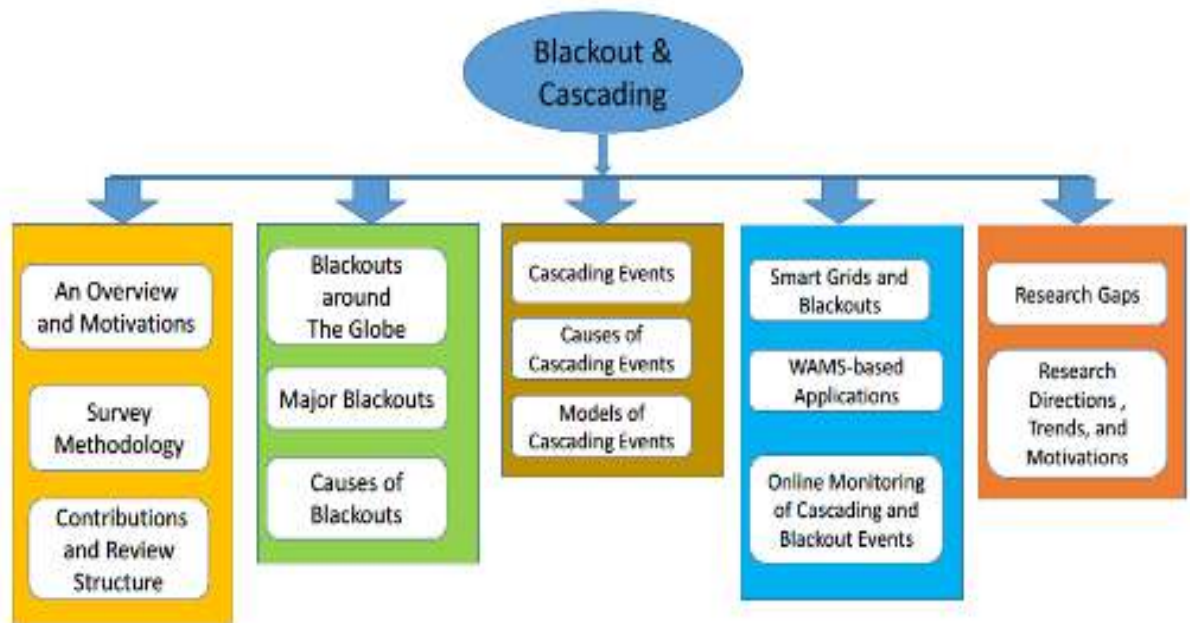 Blackout &
Cascading
An Overview
and Motivations
Survey
Methodology
Contributions
and Review
Structure
Blackouts
around
The Globe
Major Blackouts
Causes of
Blackouts
Cascading Events
Causes of
Cascading Events
Models of
Cascading Events
Smart Grids and
Blackouts
WAMS-based
Applications
Online Monitoring
of Cascading and
Blackout Events
Research Gaps
Research
Directions ,
Trends, and
Motivations